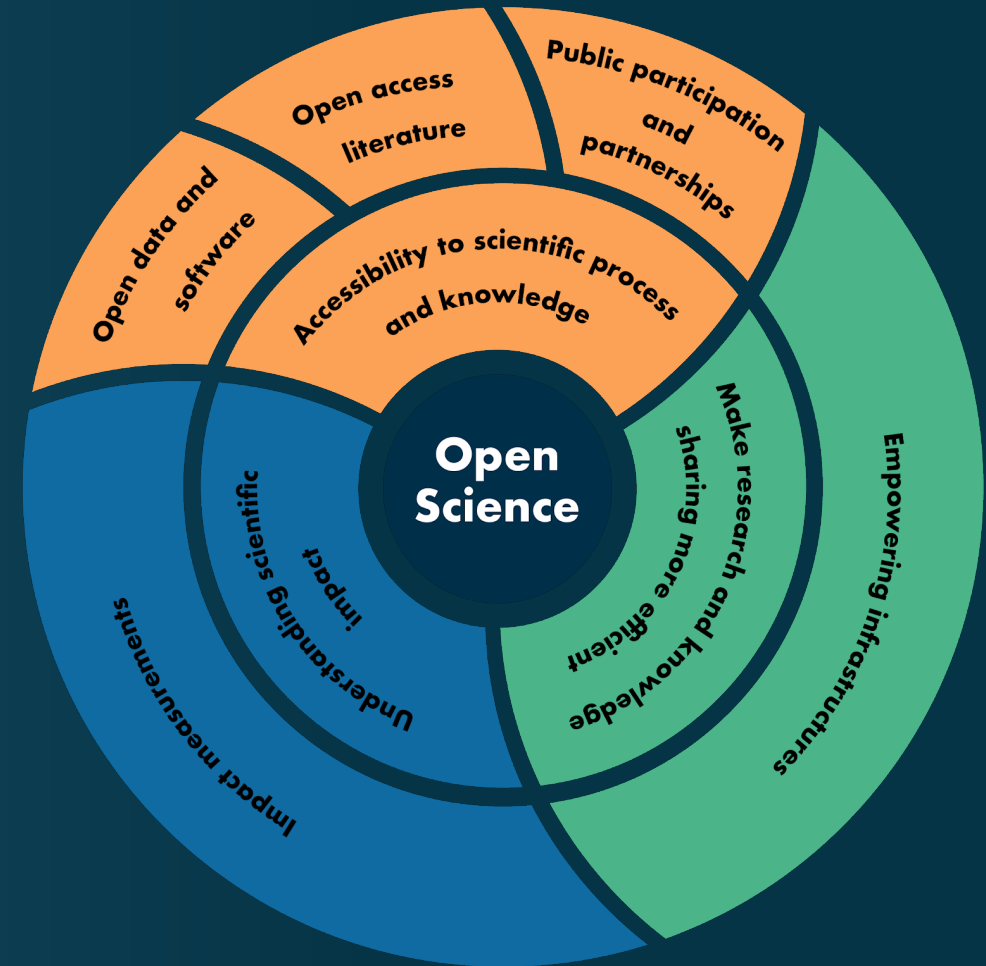 Public participation
and
partnerships
Open access
literature
Open data and
software
Accessibility to scientific process
and knowledge
Open
Science
Make research and knowledge
sharing more efficient
Empowering infrastructures
Understanding scientific
impact
Impact measurements